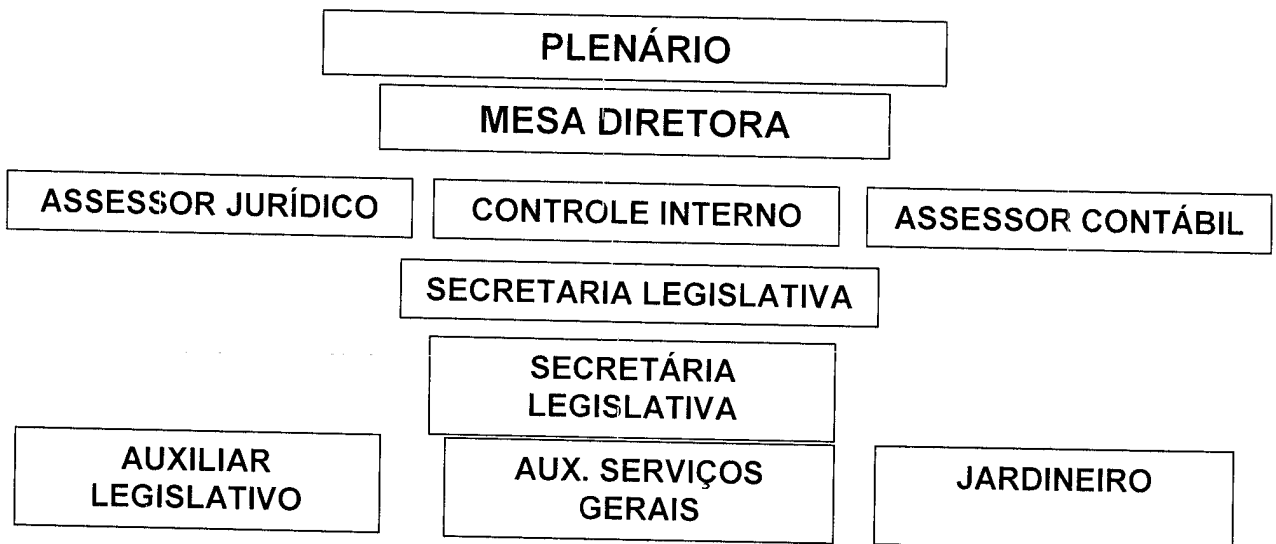 PLENÁRIO
MESA DIRETORA
ASSESSOR JURÍDICO
CONTROLE INTERNO
ASSESSOR CONTÁBIL
SECRETARIA LEGISLATIVA
SECRETÁRIA
LEGISLATIVA
AUXILIAR
LEGISLATIVO
AUX. SERVIÇOS
GERAIS
JARDINEIRO